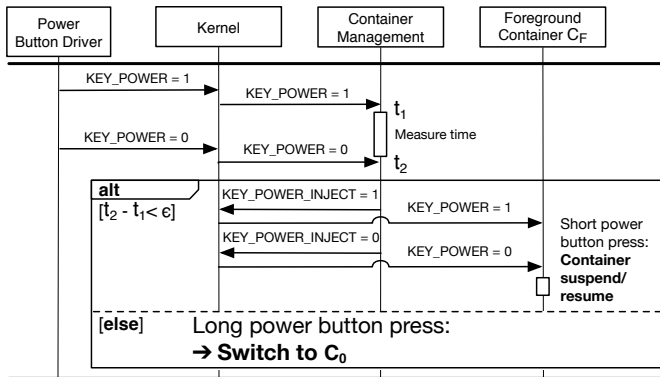 Power
Button Driver
Kernel
Container
Management
Foreground
Container C_F
KEY_POWER = 1
KEY_POWER = 1
t₁
Measure time
KEY_POWER = 0
KEY_POWER = 0
t₂
alt
[t₂ - t₁< ϵ]
KEY_POWER_INJECT = 1
KEY_POWER = 1
KEY_POWER_INJECT = 0
KEY_POWER = 0
Short power
button press:
Container
suspend/
resume
[else]
Long power button press:
➔ Switch to C₀